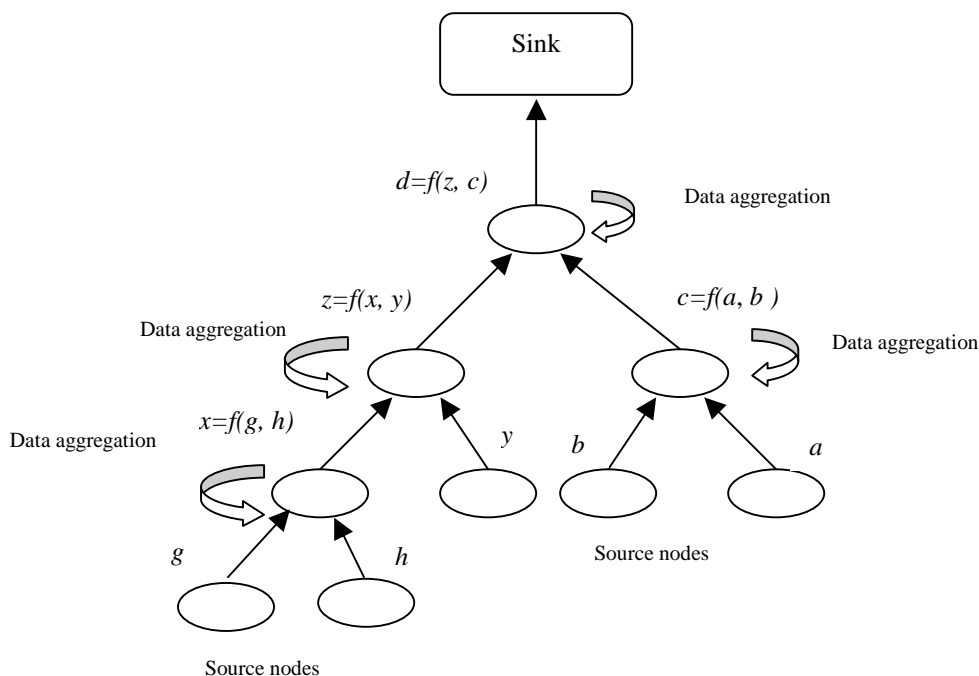 Sink
d=f(z, c)
Data aggregation
z=f(x, y)
c=f(a, b )
Data aggregation
Data aggregation
x=f(g, h)
Data aggregation
y
b
a
g
h
Source nodes
Source nodes